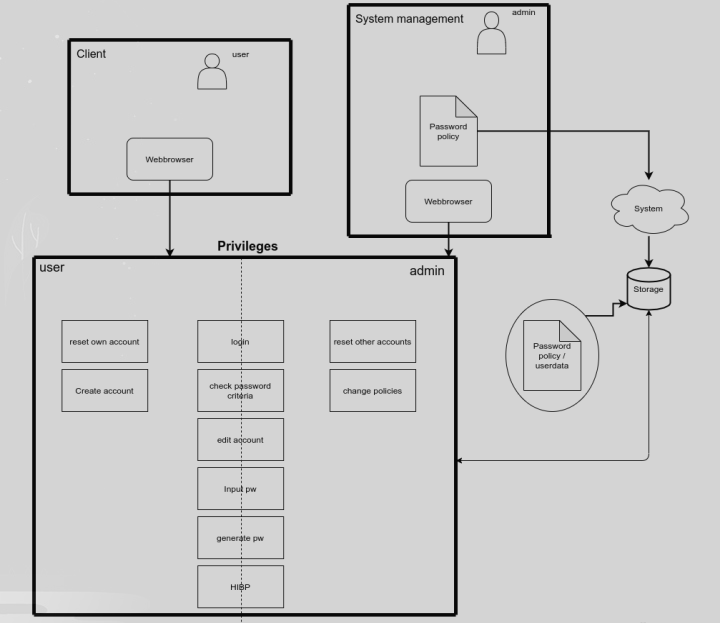 Client
user
Webbrowser
System management
admin
Password
policy
Webbrowser
System
Storage
Password
policy /
userdata
Privileges
user
admin
reset own account
login
reset other accounts
Create account
check password
criteria
change policies
edit account
Input pw
generate pw
HIBP